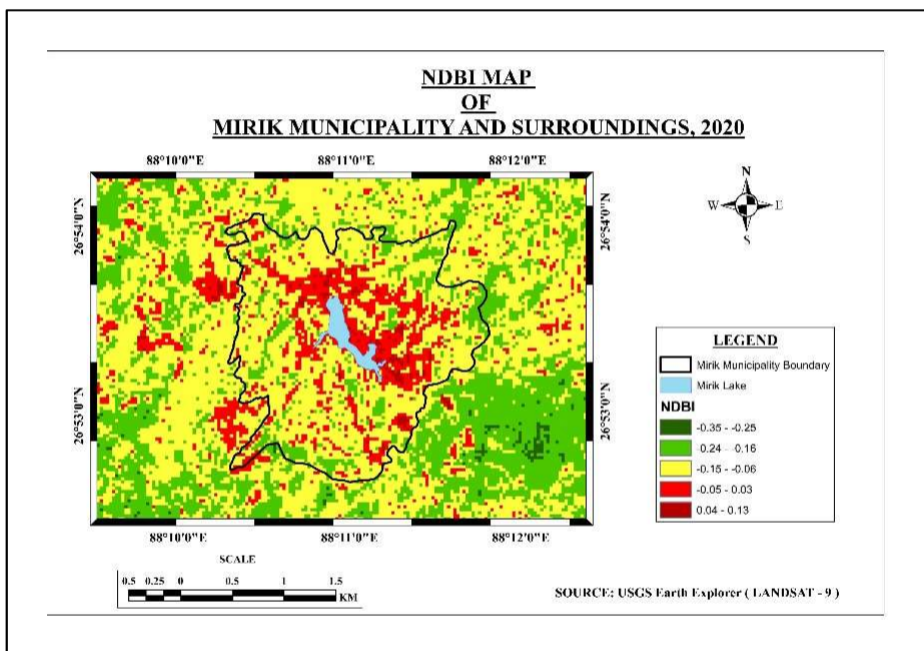 NDBI MAP
OF
MIRIK MUNICIPALITY AND SURROUNDINGS, 2020
88°10'0"E 88°11'0"E 88°12'0"E
N
W E
S
26°54'0"N 26°54'0"N
26°53'0"N 26°53'0"N
LEGEND
Mirik Municipality Boundary
Mirik Lake
NDBI
-0.35 - -0.25
-0.24 - -0.16
-0.15 - -0.06
-0.05 - 0.03
0.04 - 0.13
88°10'0"E 88°11'0"E 88°12'0"E
SCALE
0.5 0.25 0 0.5 1 1.5
KM
SOURCE: USGS Earth Explorer ( LANDSAT - 9 )